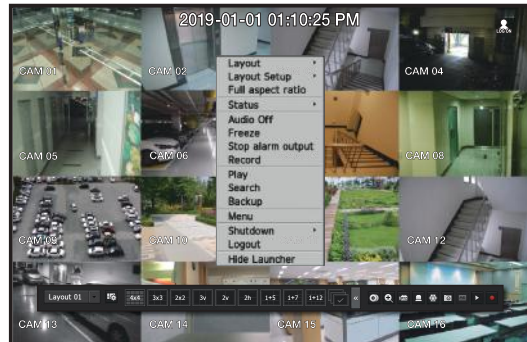 2019-01-01 01:10:25 PM
LOG ON
CAM 01
CAM 02
CAM 04
Layout
Layout Setup
Full aspect ratio
Status
Audio Off
Freeze
Stop alarm output
Record
Play
Search
Backup
Menu
Shutdown
Logout
Hide Launcher
CAM 05
CAM 06
CAM 08
CAM 09
CAM 10
CAM 12
Layout 01
4x4 3x3 2x2 3v 2v 2h 1+5 1+7 1+12
CAM 13
CAM 14
CAM 15
CAM 16